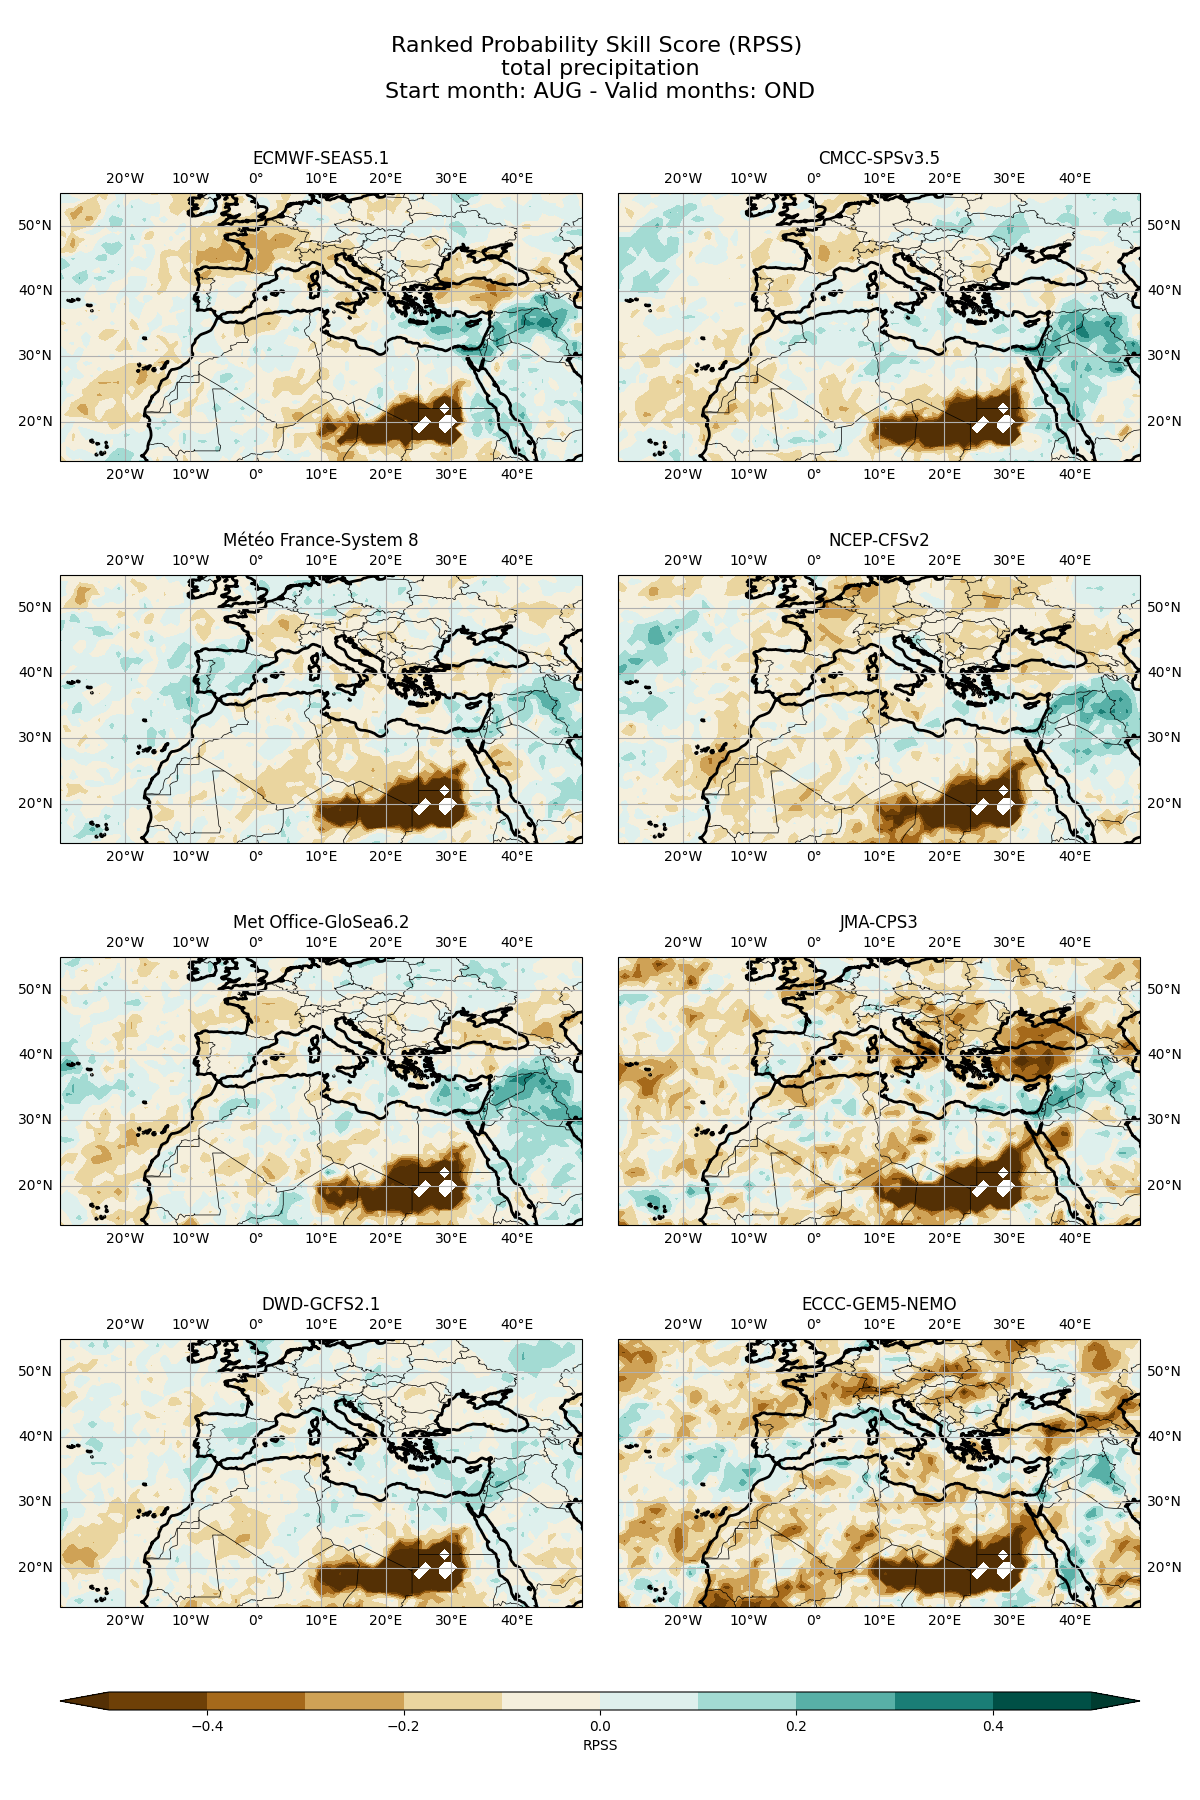 Ranked Probability Skill Score (RPSS)
total precipitation
Start month: AUG - Valid months: OND
ECMWF-SEAS5.1
20°W 10°W 0° 10°E 20°E 30°E 40°E
50°N
40°N
30°N
20°N
20°W 10°W 0° 10°E 20°E 30°E 40°E
CMCC-SPSv3.5
20°W 10°W 0° 10°E 20°E 30°E 40°E
50°N
40°N
30°N
20°N
20°W 10°W 0° 10°E 20°E 30°E 40°E
Météo France-System 8
20°W 10°W 0° 10°E 20°E 30°E 40°E
50°N
40°N
30°N
20°N
20°W 10°W 0° 10°E 20°E 30°E 40°E
NCEP-CFSv2
20°W 10°W 0° 10°E 20°E 30°E 40°E
50°N
40°N
30°N
20°N
20°W 10°W 0° 10°E 20°E 30°E 40°E
Met Office-GloSea6.2
20°W 10°W 0° 10°E 20°E 30°E 40°E
50°N
40°N
30°N
20°N
20°W 10°W 0° 10°E 20°E 30°E 40°E
JMA-CPS3
20°W 10°W 0° 10°E 20°E 30°E 40°E
50°N
40°N
30°N
20°N
20°W 10°W 0° 10°E 20°E 30°E 40°E
DWD-GCFS2.1
20°W 10°W 0° 10°E 20°E 30°E 40°E
50°N
40°N
30°N
20°N
20°W 10°W 0° 10°E 20°E 30°E 40°E
ECCC-GEM5-NEMO
20°W 10°W 0° 10°E 20°E 30°E 40°E
50°N
40°N
30°N
20°N
20°W 10°W 0° 10°E 20°E 30°E 40°E
−0.4 −0.2 0.0 0.2 0.4
RPSS